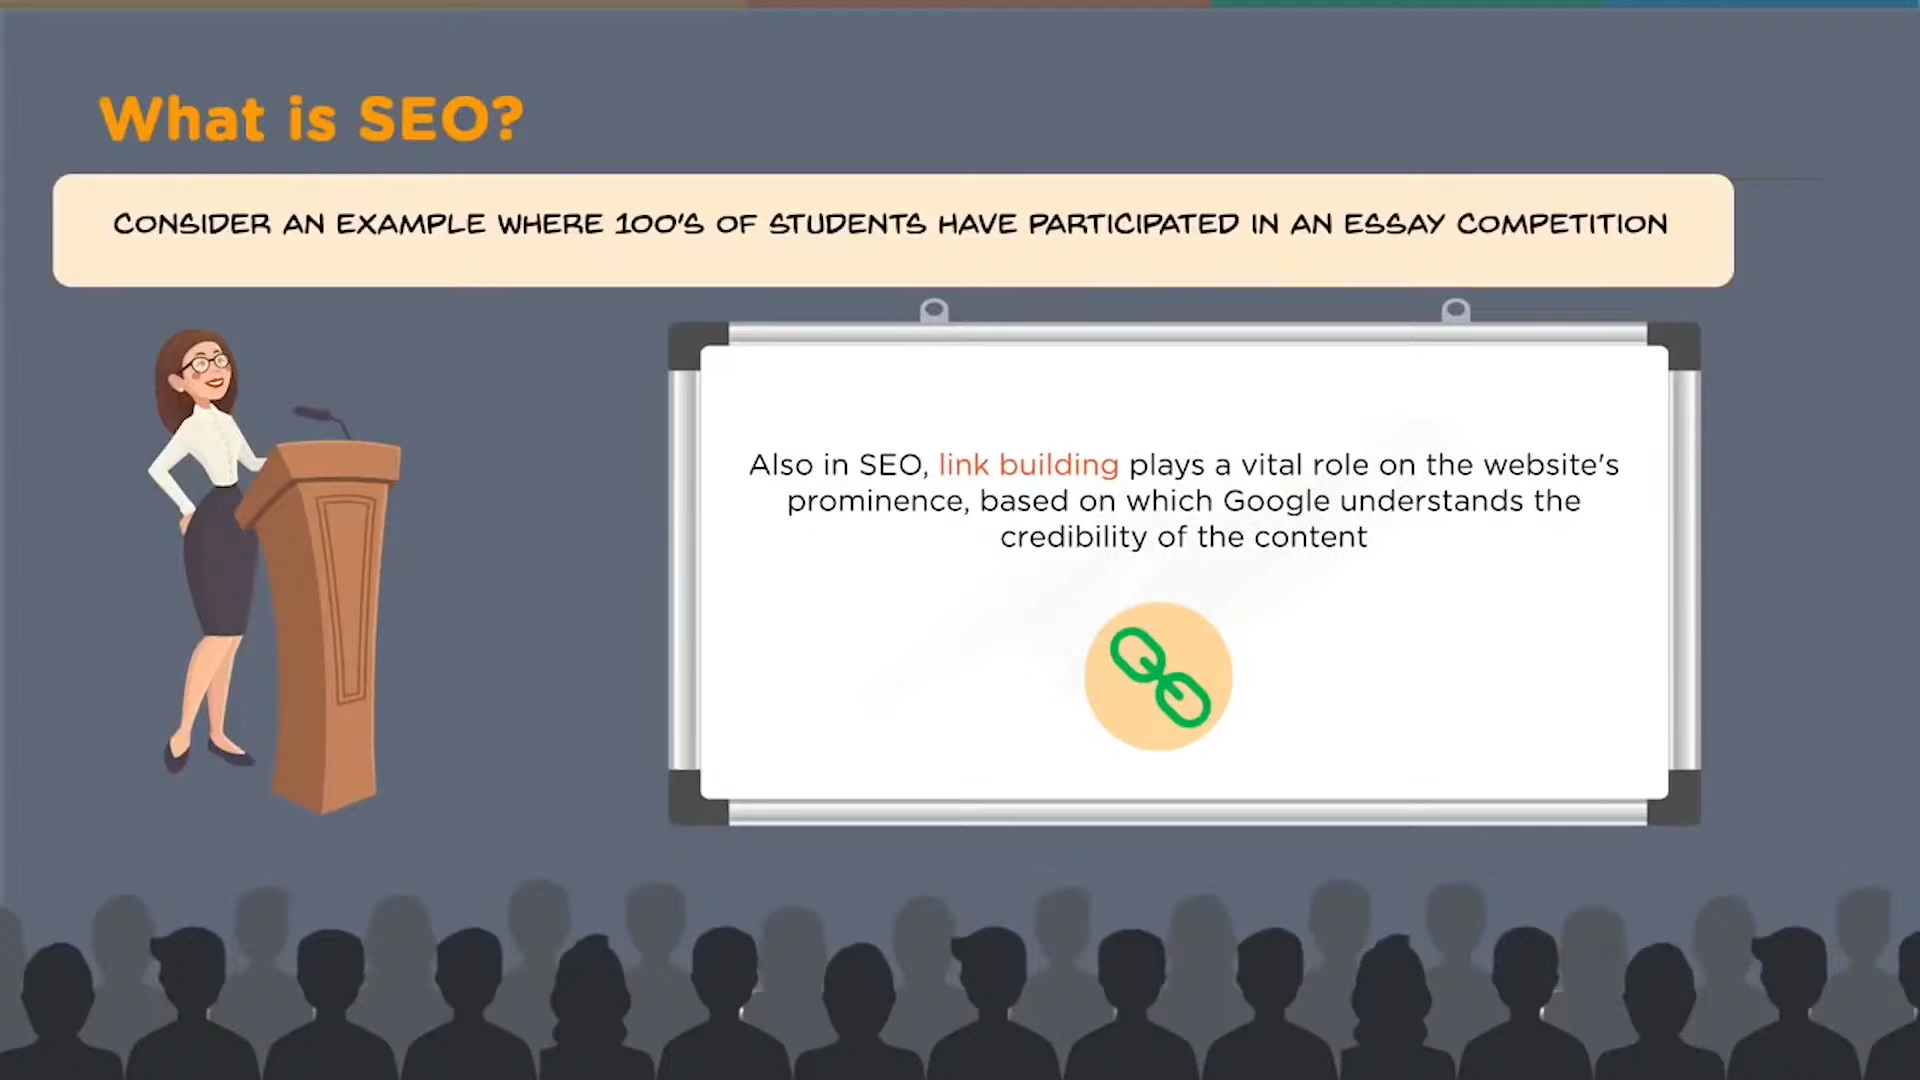 What is SEO?
CONSIDER AN EXAMPLE WHERE 100'S OF STUDENTS HAVE PARTICIPATED IN AN ESSAY COMPETITION
Also in SEO, link building plays a vital role on the website's
prominence, based on which Google understands the
credibility of the content